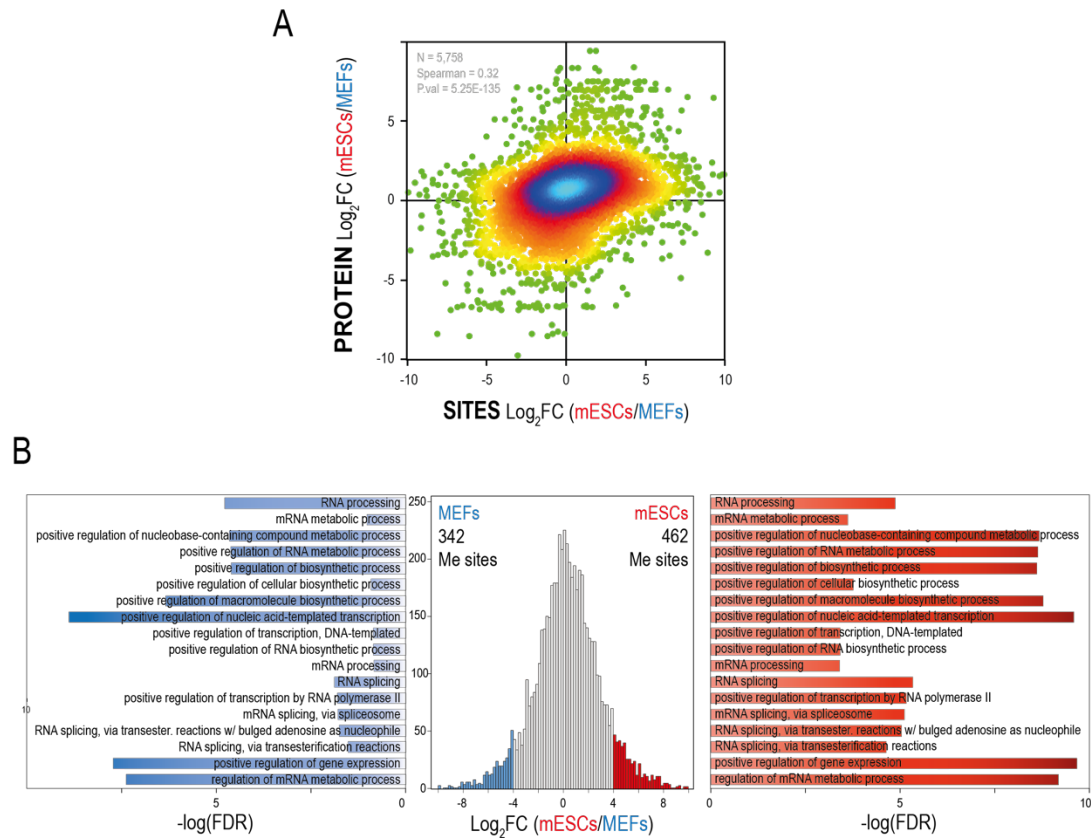 A
N = 5,758
Spearman = 0.32
P.val = 5.25E-135
PROTEIN Log2FC (mESCs/MEFs)
5
0
-5
-10
-10 -5 0 5 10
SITES Log2FC (mESCs/MEFs)
B
RNA processing
mRNA metabolic process
positive regulation of nucleobase-containing compound metabolic process
positive regulation of RNA metabolic process
positive regulation of biosynthetic process
positive regulation of cellular biosynthetic process
positive regulation of macromolecule biosynthetic process
positive regulation of nucleic acid-templated transcription
positive regulation of transcription, DNA-templated
positive regulation of RNA biosynthetic process
mRNA processing
RNA splicing
positive regulation of transcription by RNA polymerase II
mRNA splicing, via spliceosome
RNA splicing, via transester. reactions w/ bulged adenosine as nucleophile
RNA splicing, via transesterification reactions
positive regulation of gene expression
regulation of mRNA metabolic process
10
5 0
-log(FDR)
250
200
150
100
50
0
MEFs
342
Me sites
mESCs
462
Me sites
-8 -4 0 4 8
Log2FC (mESCs/MEFs)
RNA processing
mRNA metabolic process
positive regulation of nucleobase-containing compound metabolic process
positive regulation of RNA metabolic process
positive regulation of biosynthetic process
positive regulation of cellular biosynthetic process
positive regulation of macromolecule biosynthetic process
positive regulation of nucleic acid-templated transcription
positive regulation of transcription, DNA-templated
positive regulation of RNA biosynthetic process
mRNA processing
RNA splicing
positive regulation of transcription by RNA polymerase II
mRNA splicing, via spliceosome
RNA splicing, via transester. reactions w/ bulged adenosine as nucleophile
RNA splicing, via transesterification reactions
positive regulation of gene expression
regulation of mRNA metabolic process
0 5 10
-log(FDR)